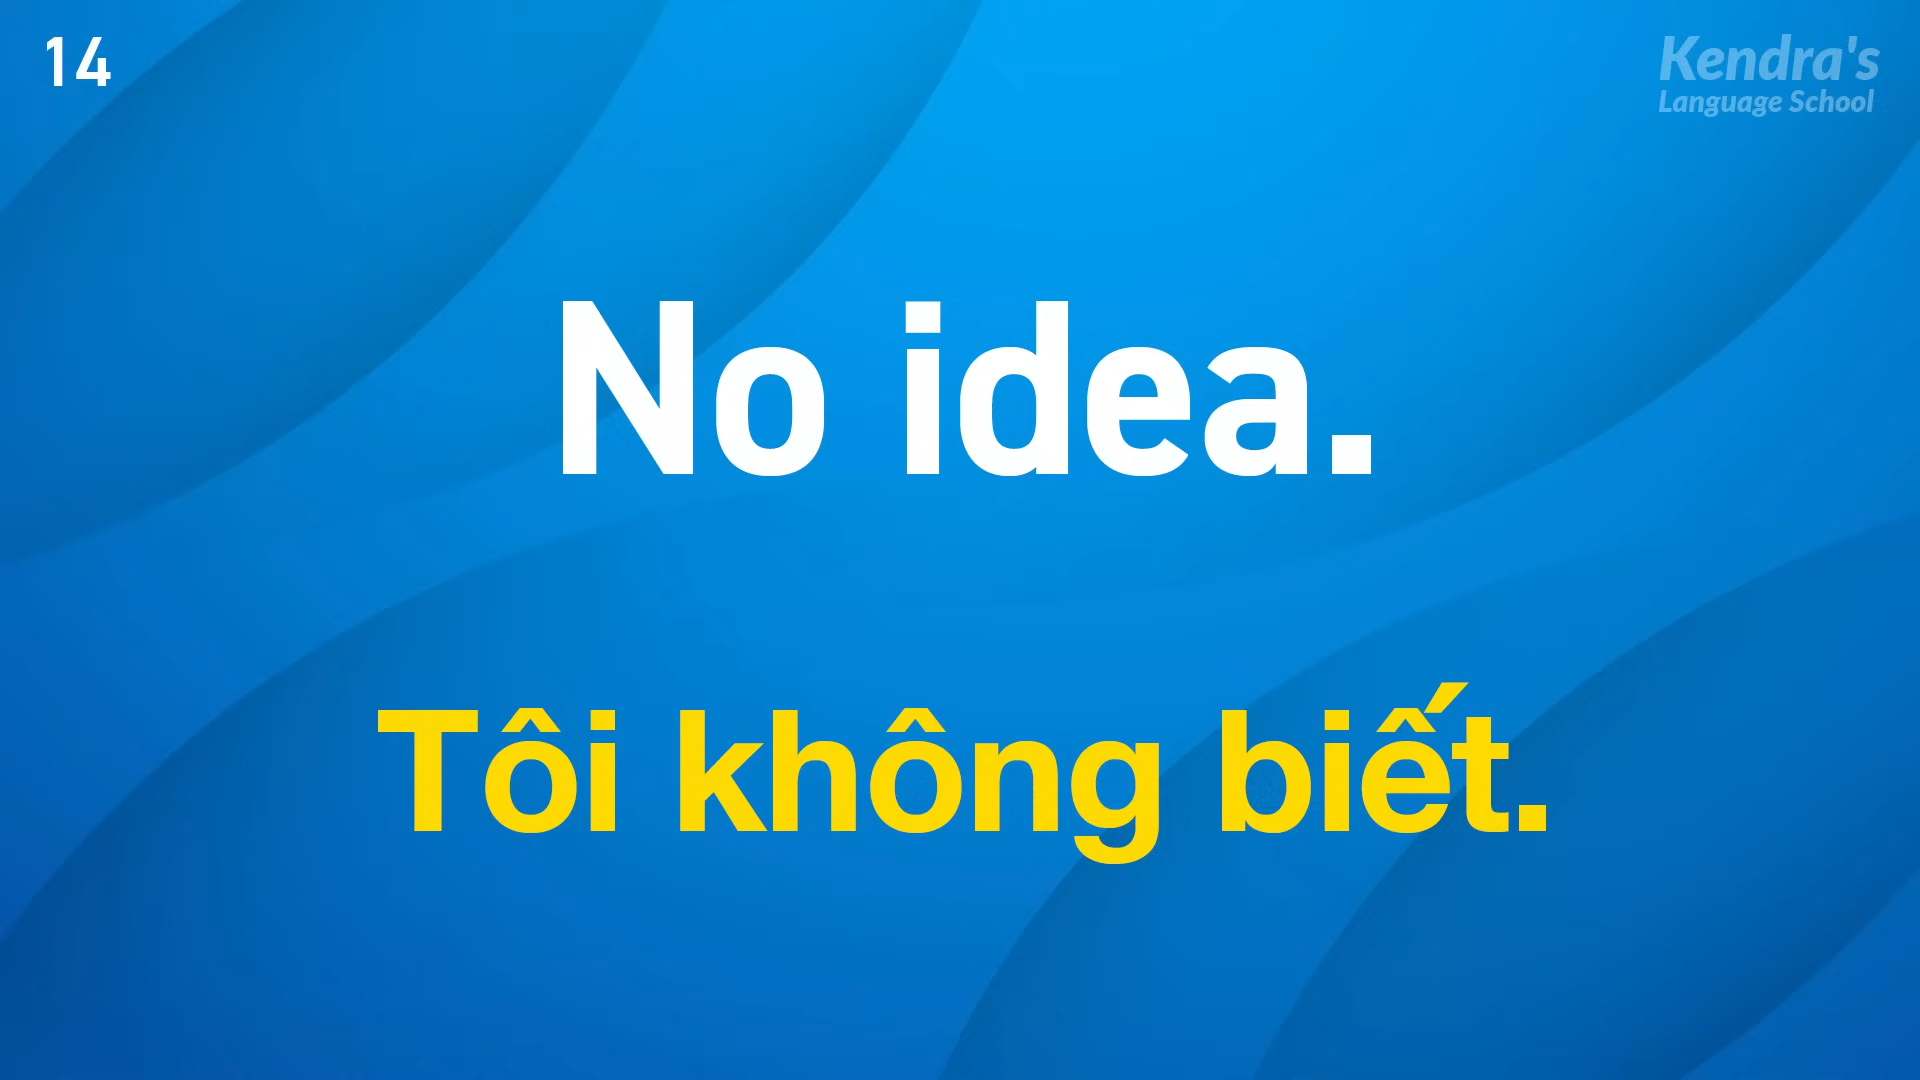 14
Kendra's
Language School
No idea.
Tôi không biết.